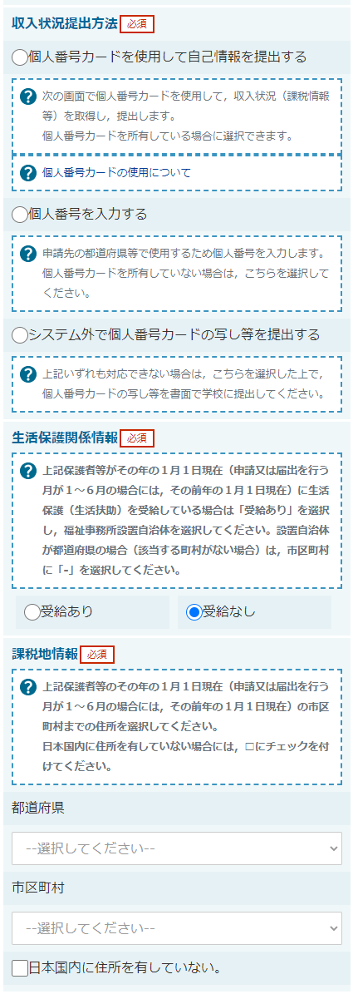 収入状況提出方法 必須
個人番号カードを使用して自己情報を提出する
? 次の画面で個人番号カードを使用して，収入状況（課税情報
等）を取得し，提出します。
個人番号カードを所有している場合に選択できます。
? 個人番号カードの使用について
個人番号を入力する
? 申請先の都道府県等で使用するため個人番号を入力します。
個人番号カードを所有していない場合は，こちらを選択して
ください。
システム外で個人番号カードの写し等を提出する
? 上記いずれも対応できない場合は，こちらを選択した上で，
個人番号カードの写し等を書面で学校に提出してください。
生活保護関係情報 必須
? 上記保護者等がその年の１月１日現在（申請又は届出を行う
月が１～６月の場合には，その前年の１月１日現在）に生活
保護（生活扶助）を受給している場合は「受給あり」を選択
し，福祉事務所設置自治体を選択してください。設置自治体
が都道府県の場合（該当する町村がない場合）は，市区町村
に「-」を選択してください。
受給あり 受給なし
課税地情報 必須
? 上記保護者等のその年の１月１日現在（申請又は届出を行う
月が１～６月の場合には，その前年の１月１日現在）の市区
町村までの住所を選択してください。
日本国内に住所を有していない場合には，□にチェックを付
けてください。
都道府県
--選択してください--
市区町村
--選択してください--
日本国内に住所を有していない。